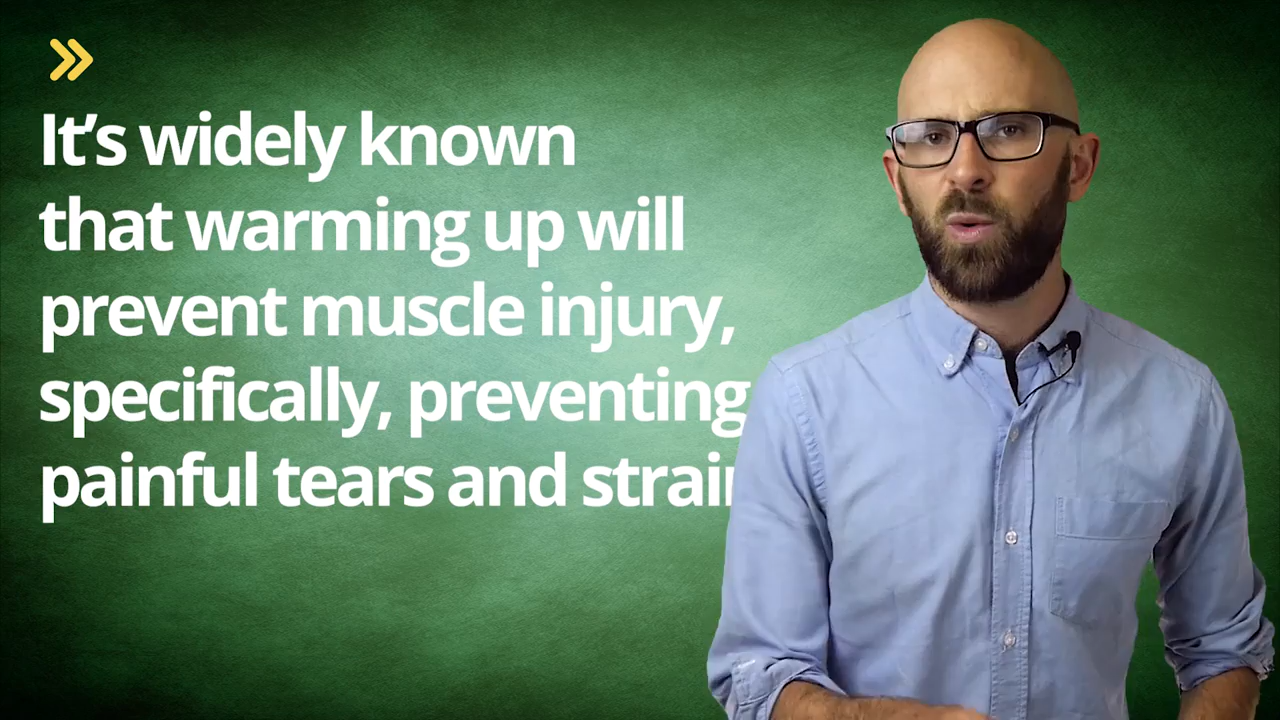 It’s widely known
that warming up will
prevent muscle injury,
specifically, preventing
painful tears and